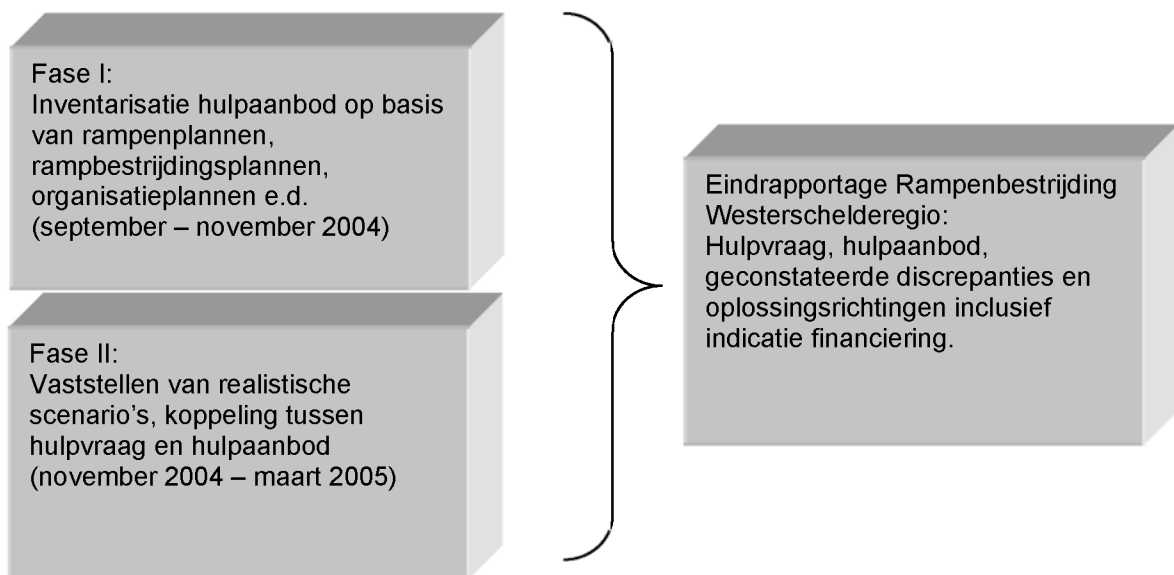 Fase I:
Inventarisatie hulpaanbod op basis
van rampenplannen,
rampbestrijdingsplannen,
organisatieplannen e.d.
(september – november 2004)
Fase II:
Vaststellen van realistische
scenario's, koppeling tussen
hulpvraag en hulpaanbod
(november 2004 – maart 2005)
Eindrapportage Rampenbestrijding
Westerschelderegio:
Hulpvraag, hulpaanbod,
geconstateerde discrepanties en
oplossingsrichtingen inclusief
indicatie financiering.